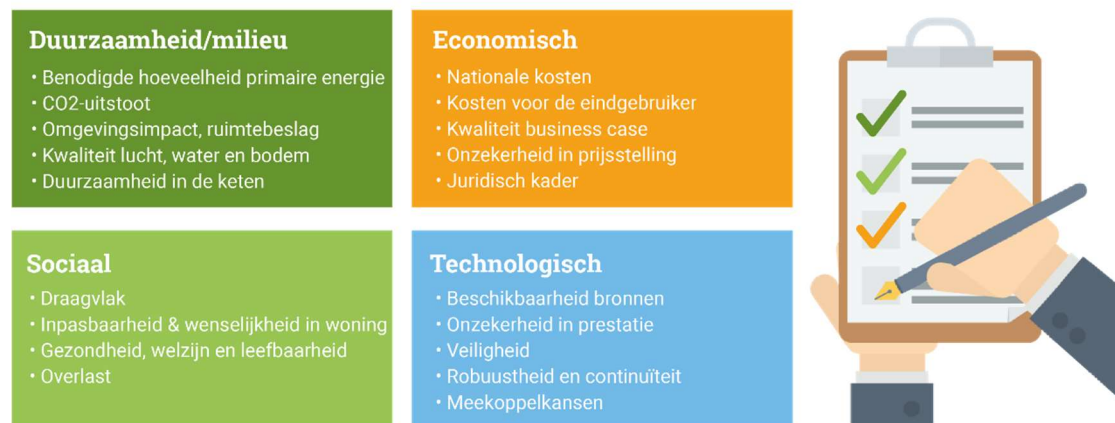 Duurzaamheid/milieu
• Benodigde hoeveelheid primaire energie
• CO2-uitstoot
• Omgevingsimpact, ruimtebeslag
• Kwaliteit lucht, water en bodem
• Duurzaamheid in de keten
Economisch
• Nationale kosten
• Kosten voor de eindgebruiker
• Kwaliteit business case
• Onzekerheid in prijsstelling
• Juridisch kader
Sociaal
• Draagvlak
• Inpasbaarheid & wenselijkheid in woning
• Gezondheid, welzijn en leefbaarheid
• Overlast
Technologisch
• Beschikbaarheid bronnen
• Onzekerheid in prestatie
• Veiligheid
• Robuustheid en continuïteit
• Meekoppelkansen